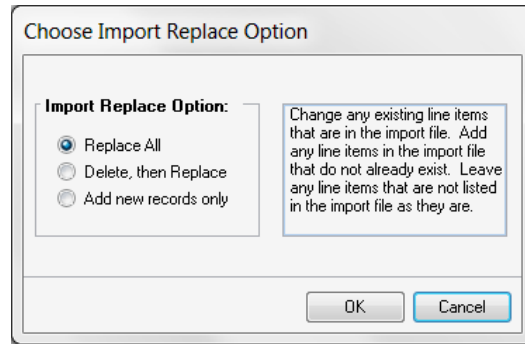 Choose Import Replace Option
Import Replace Option:
Replace All
Delete, then Replace
Add new records only
Change any existing line items
that are in the import file.  Add
any line items in the import file
that do not already exist.  Leave
any line items that are not listed
in the import file as they are.
OK
Cancel